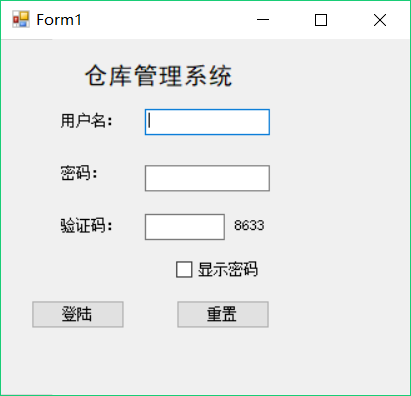 Form1
仓库管理系统
用户名：
密码：
验证码： 8633
显示密码
登陆 重置